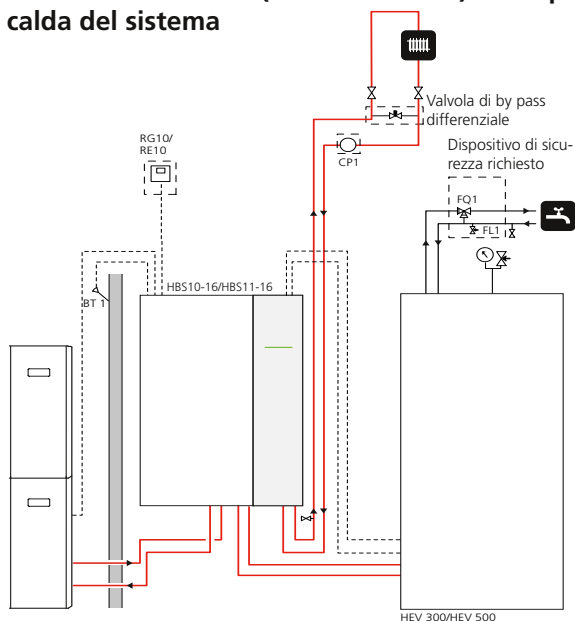 calda del sistema
Valvola di by pass
differenziale
RG10/
RE10
CP1
Dispositivo di sicu-
rezza richiesto
FQ1
FL1
BT 1
HBS10-16/HBS11-16
HEV 300/HEV 500